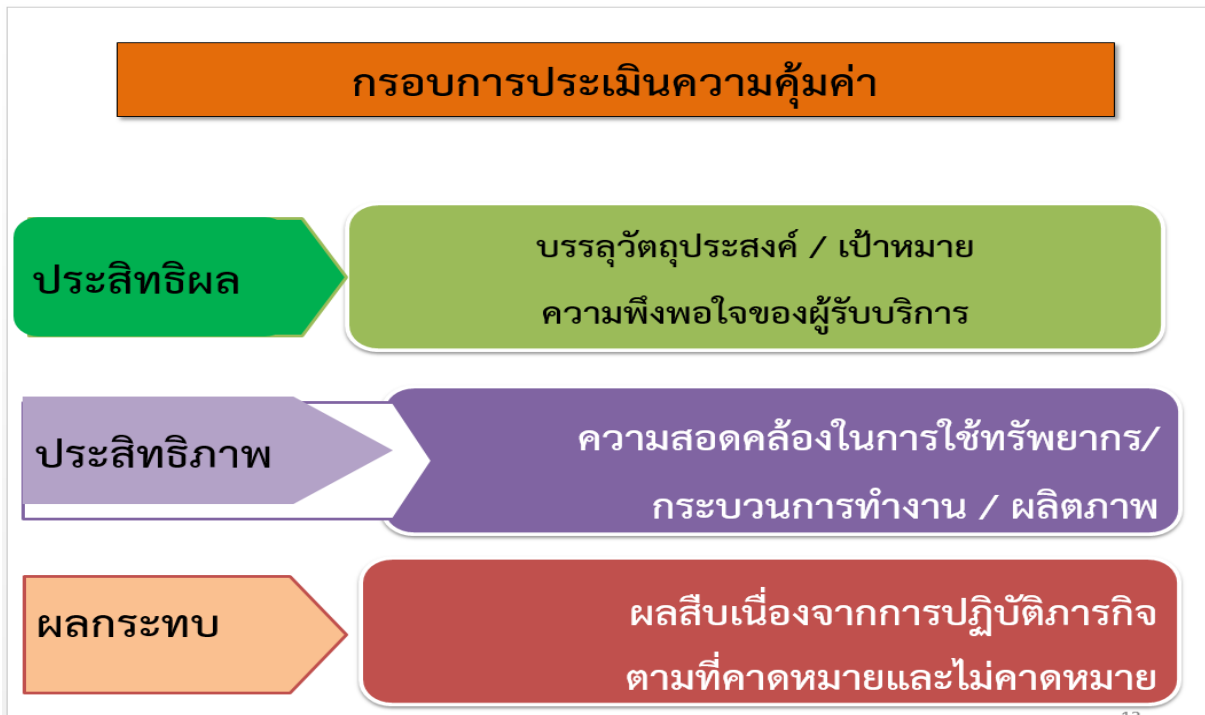 กรอบการประเมินความคุ้มค่า
ประสิทธิผล
บรรลุวัตถุประสงค์ / เป้าหมาย
ความพึงพอใจของผู้รับบริการ
ประสิทธิภาพ
ความสอดคล้องในการใช้ทรัพยากร/
กระบวนการทำงาน / ผลิตภาพ
ผลกระทบ
ผลสืบเนื่องจากการปฏิบัติภารกิจ
ตามที่คาดหมายและไม่คาดหมาย